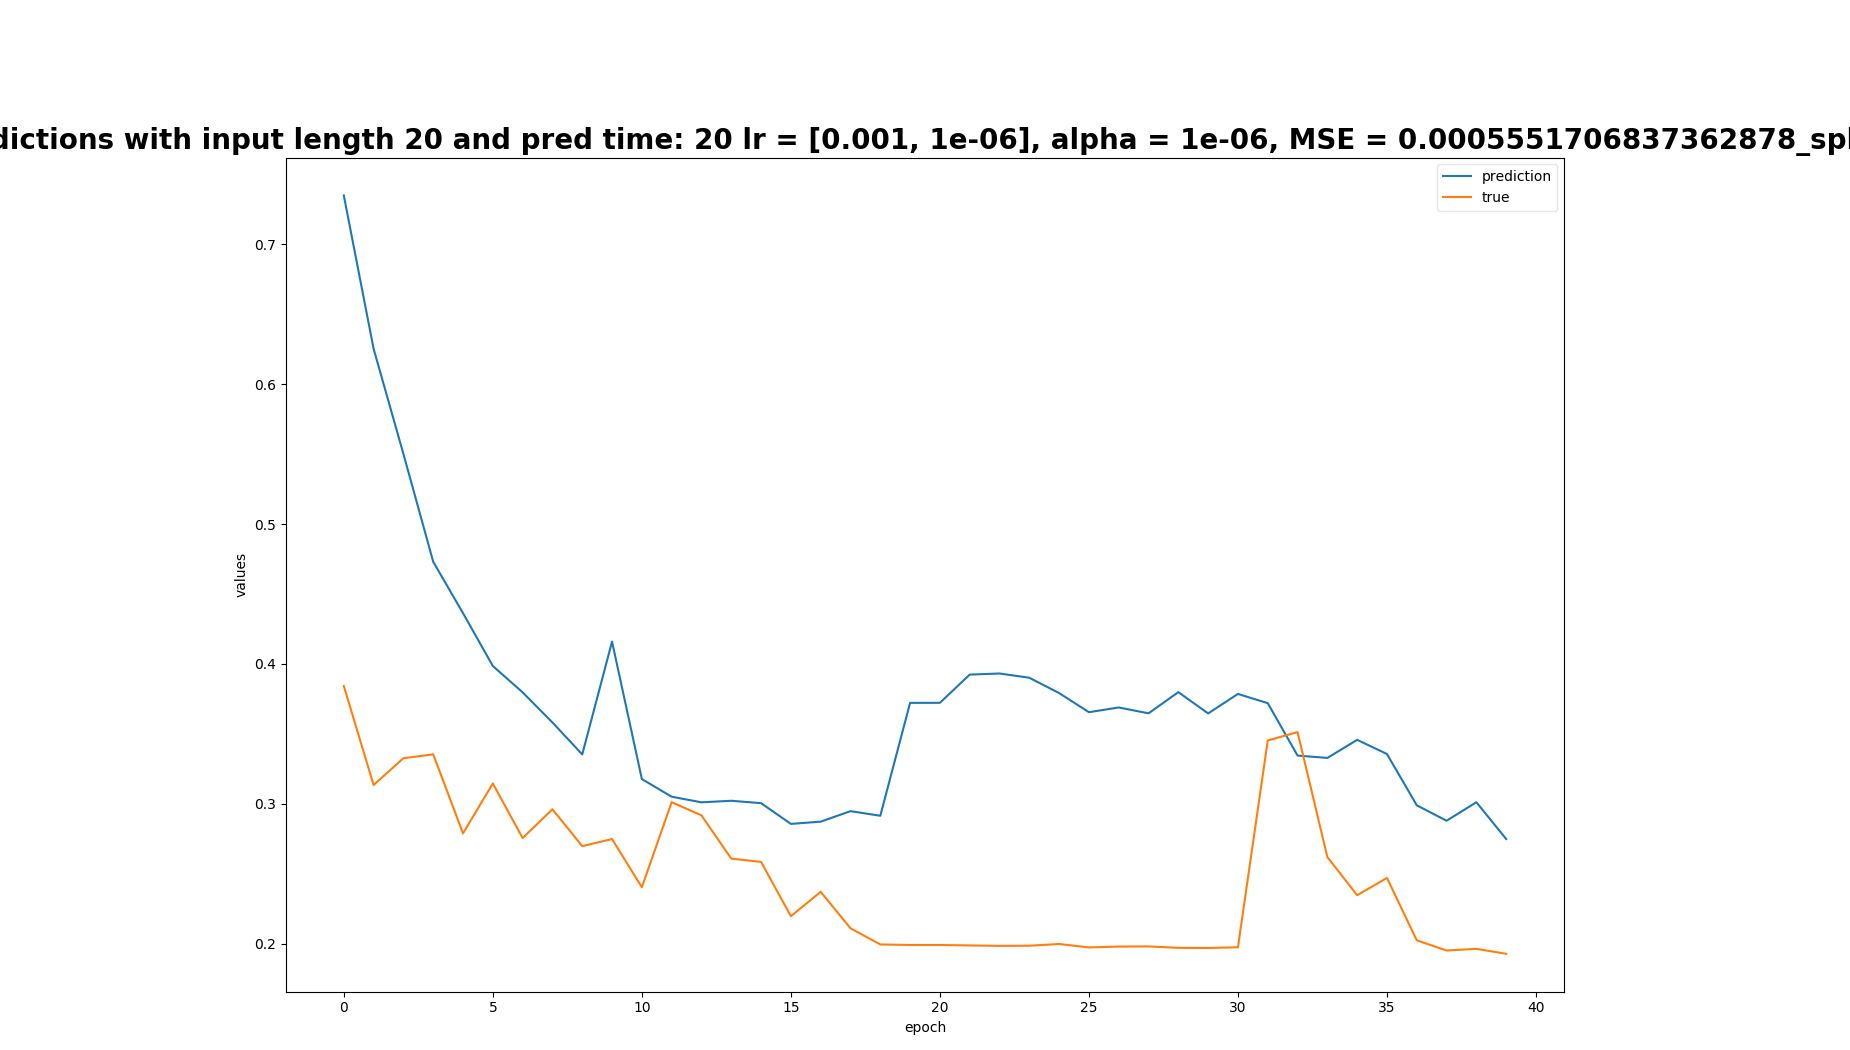 dictions with input length 20 and pred time: 20 lr = [0.001, 1e-06], alpha = 1e-06, MSE = 0.0005551706837362878_spl
prediction
true
0.7
0.6
0.5
0.4
0.3
0.2
values
0 5 10 15 20 25 30 35 40
epoch